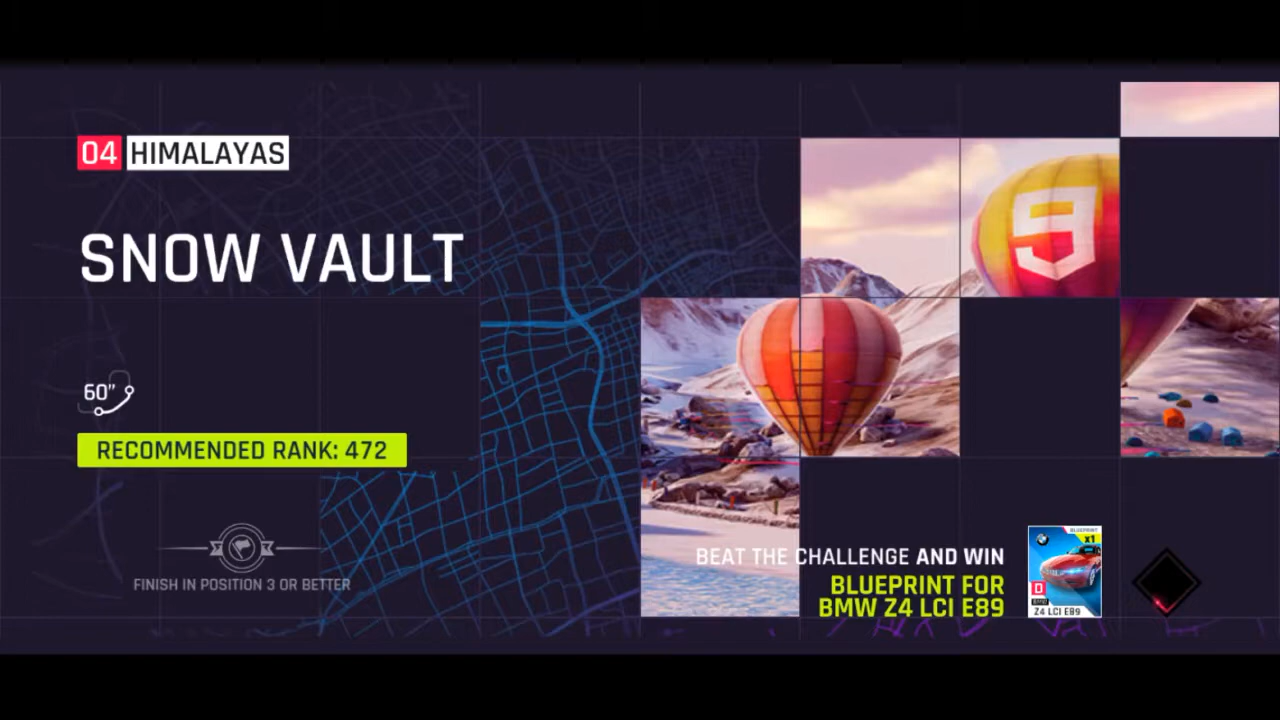 04 HIMALAYAS
SNOW VAULT
60"
RECOMMENDED RANK: 472
FINISH IN POSITION 3 OR BETTER
9
BEAT THE CHALLENGE AND WIN
BLUEPRINT FOR
BMW Z4 LCI E89
BLUEPRINT
x1
D
BMW
Z4 LCI E89